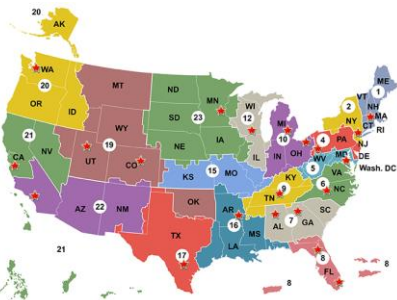 20
AK
WA
20
OR
ID
MT
WY
19
UT
CO
ND
SD
23
MN
NE
IA
WI
12
IL
MI
10
IN
OH
ME
VT
1
NH
MA
CT
RI
2
NY
4
PA
NJ
DE
MD
Wash. DC
5
WV
VA
6
NC
KY
9
TN
SC
7
AL
GA
8
FL
8
8
21
CA
NV
AZ
22
NM
KS
15
MO
OK
TX
17
AR
16
LA
MS
21